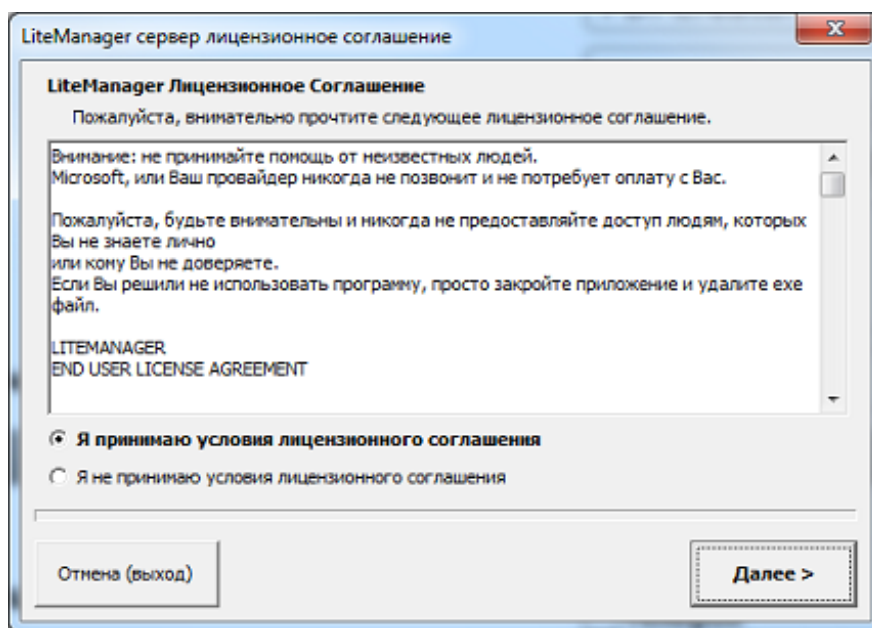 LiteManager сервер лицензионное соглашение
LiteManager Лицензионное Соглашение
Пожалуйста, внимательно прочтите следующее лицензионное соглашение.
Внимание: не принимайте помощь от неизвестных людей.
Microsoft, или Ваш провайдер никогда не позвонит и не потребует оплату с Вас.
Пожалуйста, будьте внимательны и никогда не предоставляйте доступ людям, которых
Вы не знаете лично
или кому Вы не доверяете.
Если Вы решили не использовать программу, просто закройте приложение и удалите exe
файл.
LITEMANAGER
END USER LICENSE AGREEMENT
Я принимаю условия лицензионного соглашения
Я не принимаю условия лицензионного соглашения
Отмена (выход)
Далее >